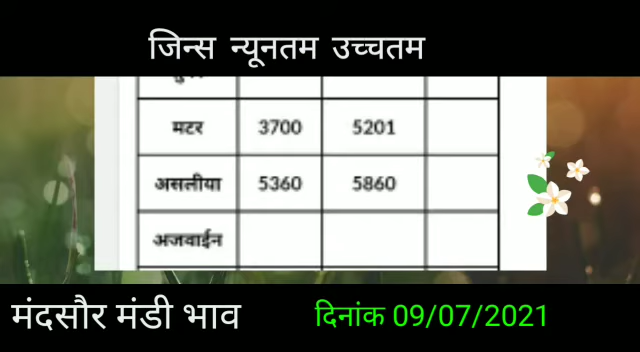 जिन्स न्यूनतम उच्चतम
मटर 3700 5201
असलीया 5360 5860
अजवाईन
मंदसौर मंडी भाव दिनांक 09/07/2021